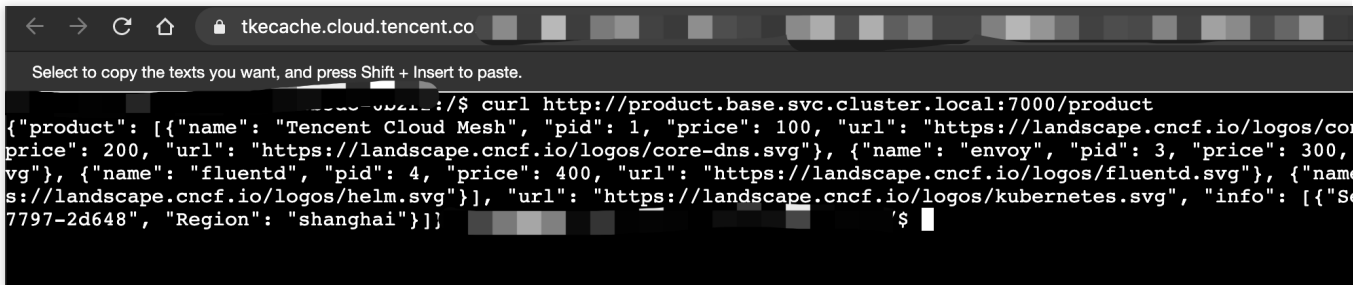 tkecache.cloud.tencent.co
Select to copy the texts you want, and press Shift + Insert to paste.
:/$ curl http://product.base.svc.cluster.local:7000/product
{"product": [{"name": "Tencent Cloud Mesh", "pid": 1, "price": 100, "url": "https://landscape.cncf.io/logos/cor
price": 200, "url": "https://landscape.cncf.io/logos/core-dns.svg"}, {"name": "envoy", "pid": 3, "price": 300,
vg"}, {"name": "fluentd", "pid": 4, "price": 400, "url": "https://landscape.cncf.io/logos/fluentd.svg"}, {"name
s://landscape.cncf.io/logos/helm.svg"}], "url": "https://landscape.cncf.io/logos/kubernetes.svg", "info": [{"Se
7797-2d648", "Region": "shanghai"}]} $